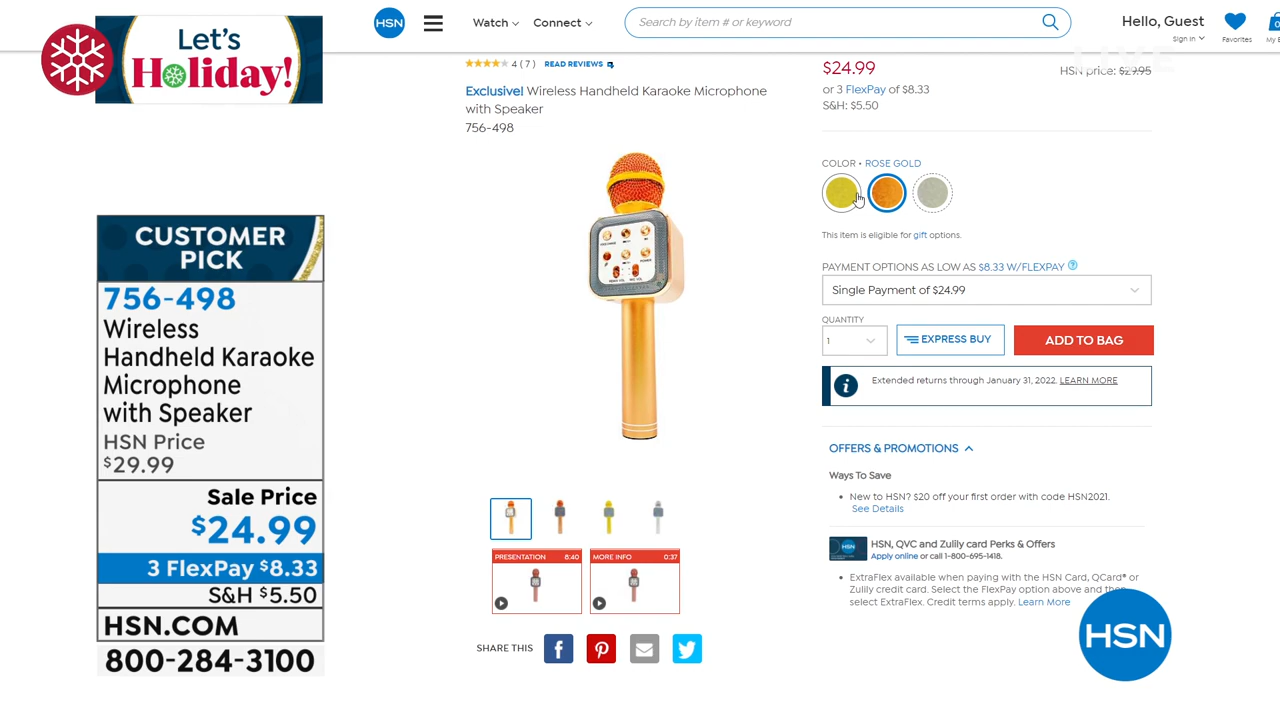 Let's
Holiday!
CUSTOMER
PICK
756-498
Wireless
Handheld Karaoke
Microphone
with Speaker
HSN Price
$29.99
Sale Price
$24.99
3 FlexPay $8.33
S&H $5.50
HSN.COM
800-284-3100
HSN
Watch
Connect
Search by item # or keyword
Hello, Guest
Sign In
Favorites
0
LIVE
4 ( 7 ) READ REVIEWS
Exclusive! Wireless Handheld Karaoke Microphone
with Speaker
756-498
PRESENTATION 6:40
MORE INFO 0:37
SHARE THIS
$24.99
HSN price: $29.95
or 3 FlexPay of $8.33
S&H: $5.50
COLOR • ROSE GOLD
This item is eligible for gift options.
PAYMENT OPTIONS AS LOW AS $8.33 W/FLEXPAY ?
Single Payment of $24.99
QUANTITY
1
EXPRESS BUY
ADD TO BAG
Extended returns through January 31, 2022. LEARN MORE
OFFERS & PROMOTIONS
Ways To Save
• New to HSN? $20 off your first order with code HSN2021.
See Details
HSN, QVC and Zulily card Perks & Offers
Apply online or call 1-800-695-1418.
• ExtraFlex available when paying with the HSN Card, QCard® or
Zulily credit card. Select the FlexPay option above and then
select ExtraFlex. Credit terms apply. Learn More
HSN